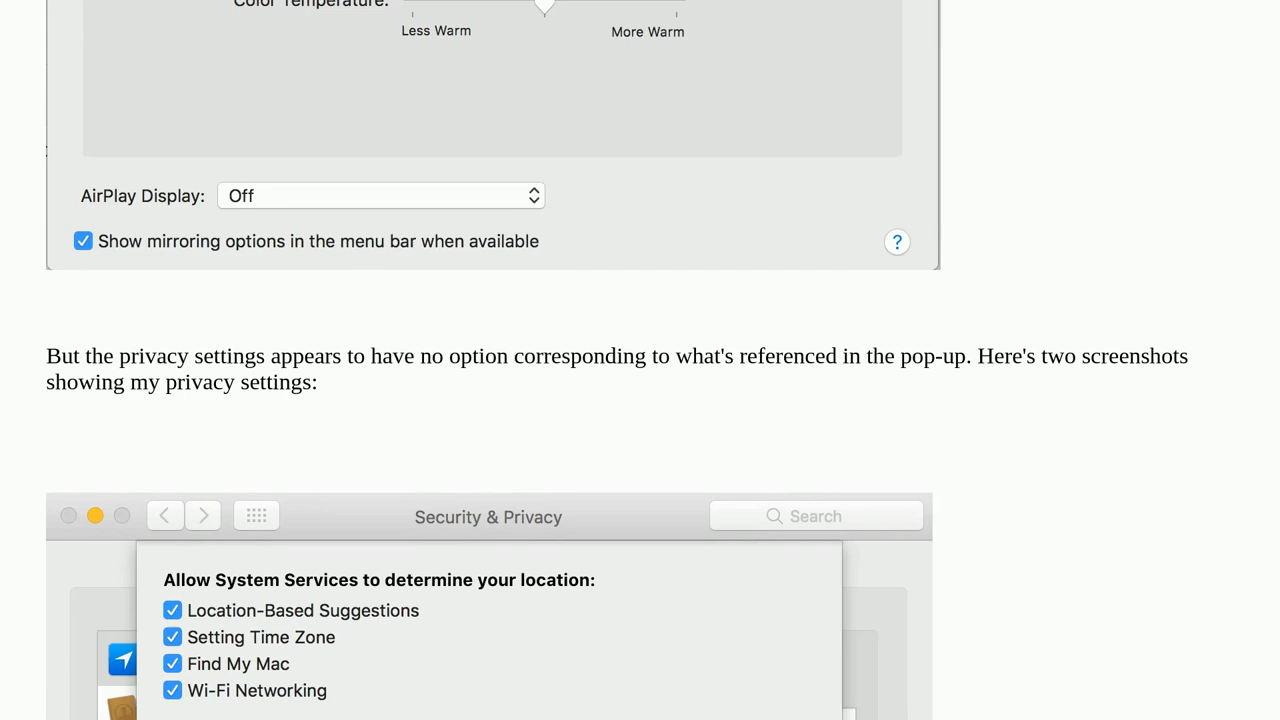 Color Temperature:
Less Warm More Warm
AirPlay Display: Off
Show mirroring options in the menu bar when available ?
But the privacy settings appears to have no option corresponding to what's referenced in the pop-up. Here's two screenshots
showing my privacy settings:
Security & Privacy Search
Allow System Services to determine your location:
Location-Based Suggestions
Setting Time Zone
Find My Mac
Wi-Fi Networking